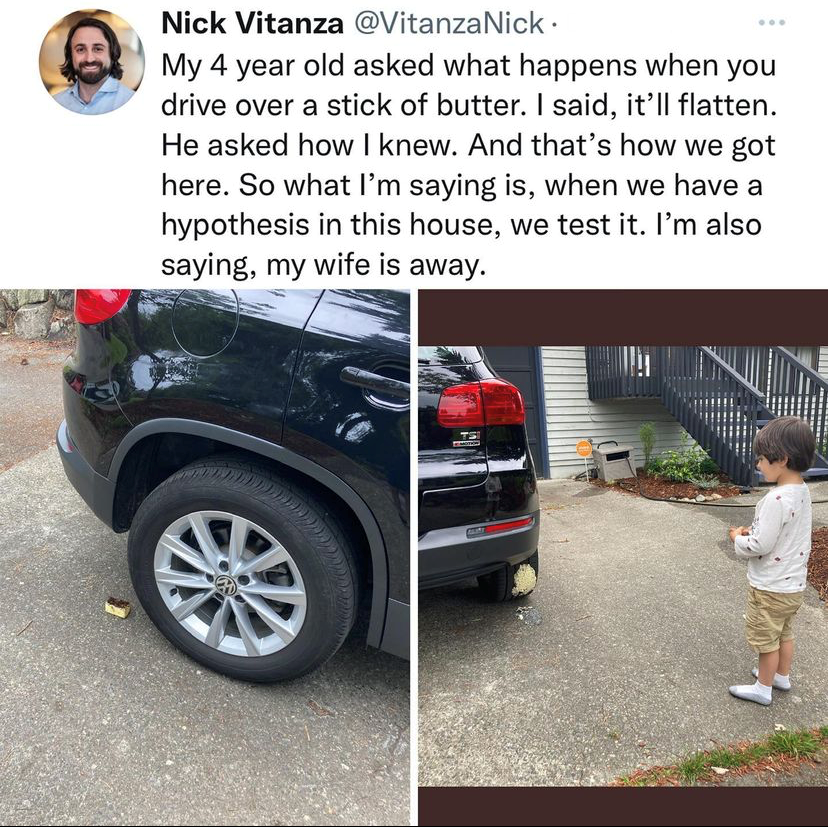 Nick Vitanza @VitanzaNick ·
My 4 year old asked what happens when you
drive over a stick of butter. I said, it’ll flatten.
He asked how I knew. And that’s how we got
here. So what I’m saying is, when we have a
hypothesis in this house, we test it. I’m also
saying, my wife is away.